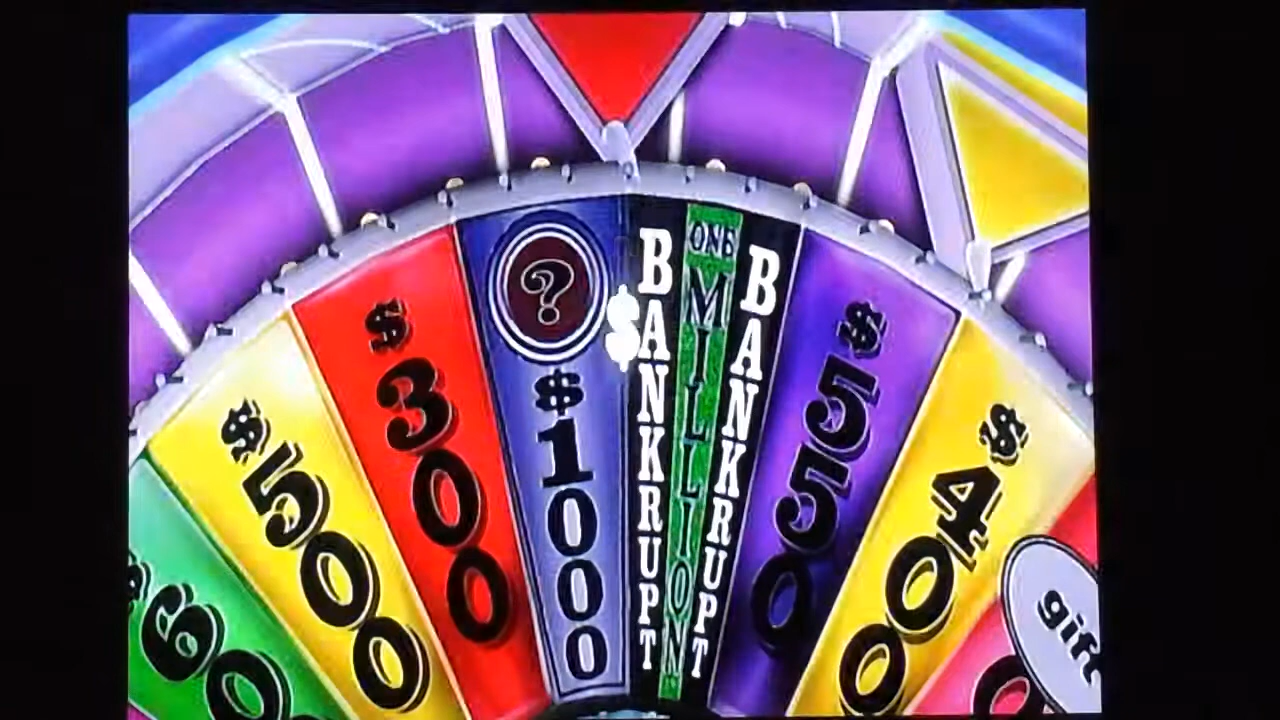 $600
$500
$300
?
$1000
$
BANKRUPT
ONE MILLION
BANKRUPT
$550
$400
gift